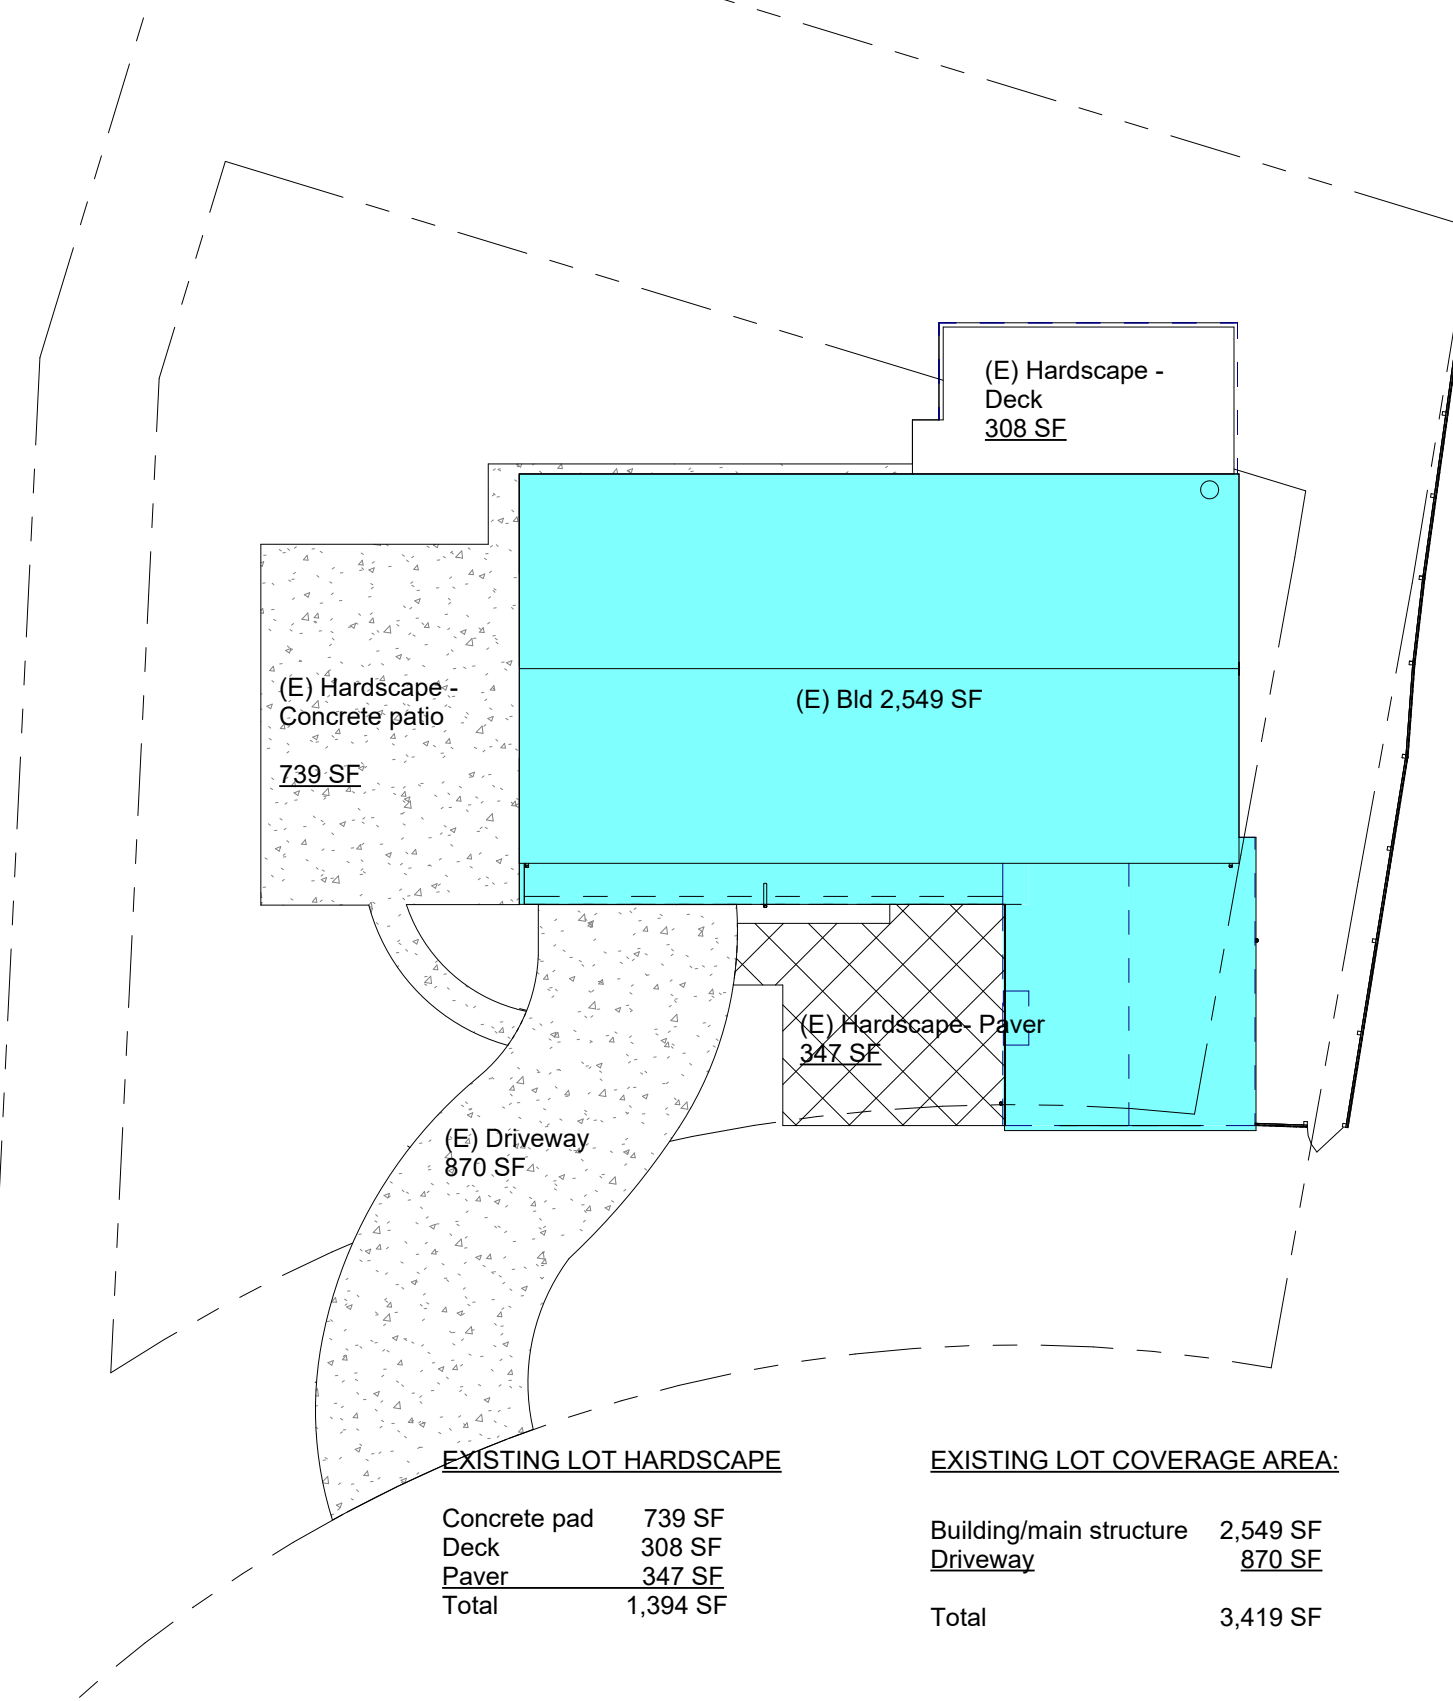 (E) Hardscape -
Deck
308 SF
(E) Hardscape -
Concrete patio
739 SF
(E) Bld 2,549 SF
(E) Hardscape- Paver
347 SF
(E) Driveway
870 SF
EXISTING LOT HARDSCAPE
Concrete pad 739 SF
Deck 308 SF
Paver 347 SF
Total 1,394 SF
EXISTING LOT COVERAGE AREA:
Building/main structure 2,549 SF
Driveway 870 SF
Total 3,419 SF